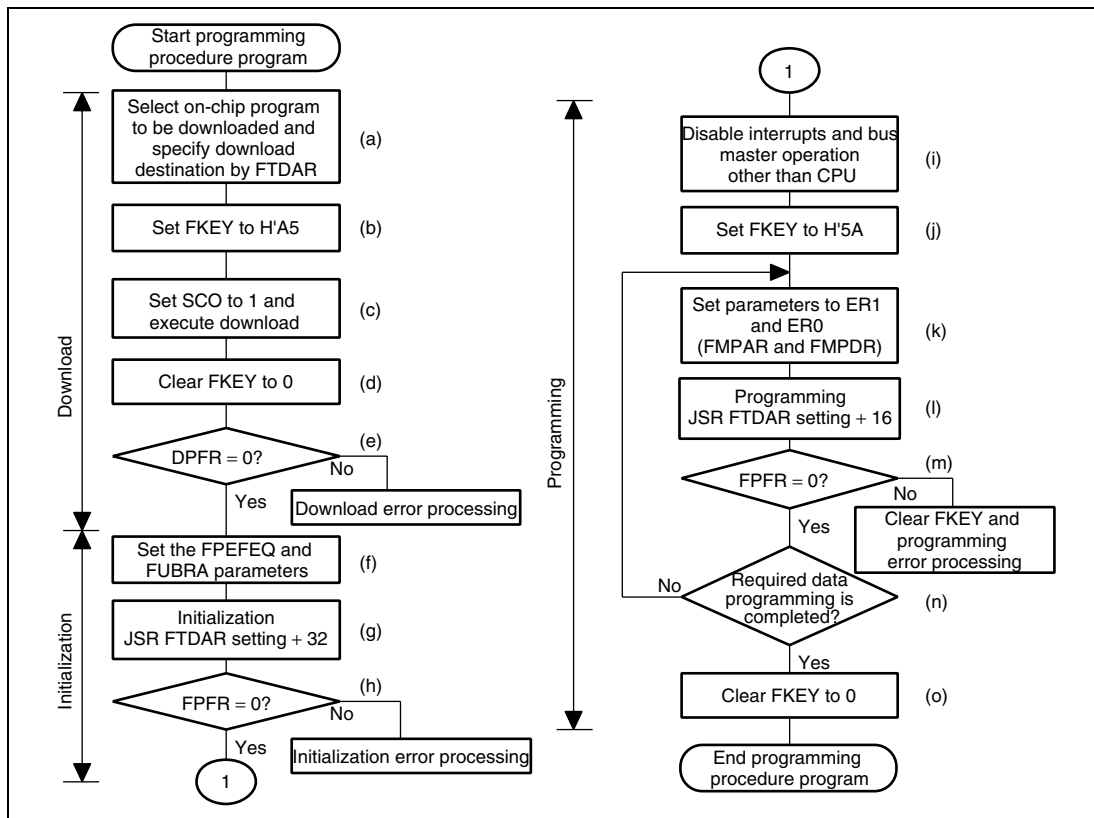 Start programming
procedure program
Select on-chip program
to be downloaded and
specify download
destination by FTDAR
(a)
Set FKEY to H'A5
(b)
Set SCO to 1 and
execute download
(c)
Clear FKEY to 0
(d)
DPFR = 0?
(e)
No
Yes
Download error processing
Download
Set the FPEFEQ and
FUBRA parameters
(f)
Initialization
JSR FTDAR setting + 32
(g)
FPFR = 0?
(h)
No
Yes
Initialization error processing
1
Initialization
1
Disable interrupts and bus
master operation
other than CPU
(i)
Set FKEY to H'5A
(j)
Set parameters to ER1
and ER0
(FMPAR and FMPDR)
(k)
Programming
JSR FTDAR setting + 16
(l)
FPFR = 0?
(m)
No
Yes
Clear FKEY and
programming
error processing
Required data
programming is
completed?
No
(n)
Yes
Clear FKEY to 0
(o)
End programming
procedure program
Programming